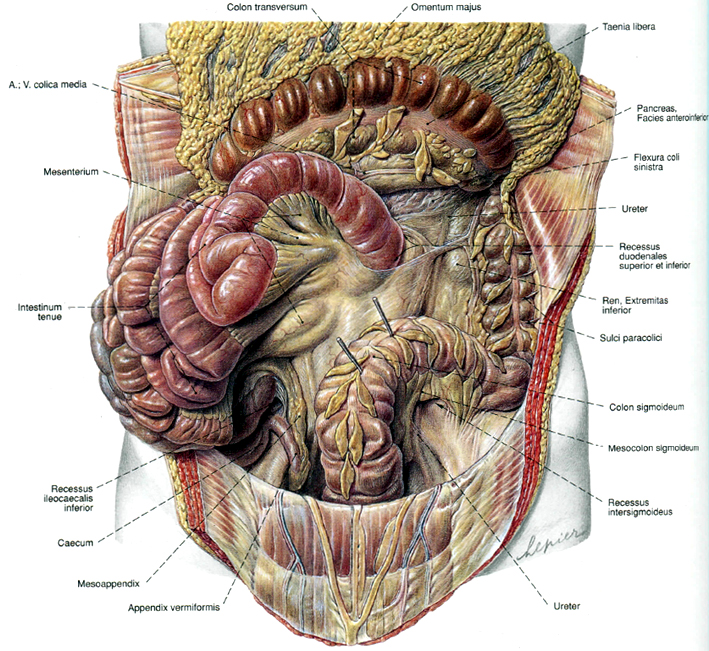 Colon transversum
Omentum majus
Taenia libera
A.; V. colica media
Pancreas,
Facies anteroinferior
Flexura coli
sinistra
Mesenterium
Ureter
Recessus
duodenales
superior et inferior
Ren, Extremitas
inferior
Intestinum
tenue
Sulci paracolici
Colon sigmoideum
Mesocolon sigmoideum
Recessus
ileocaecalis
inferior
Recessus
intersigmoideus
Caecum
Mesoappendix
Appendix vermiformis
Ureter